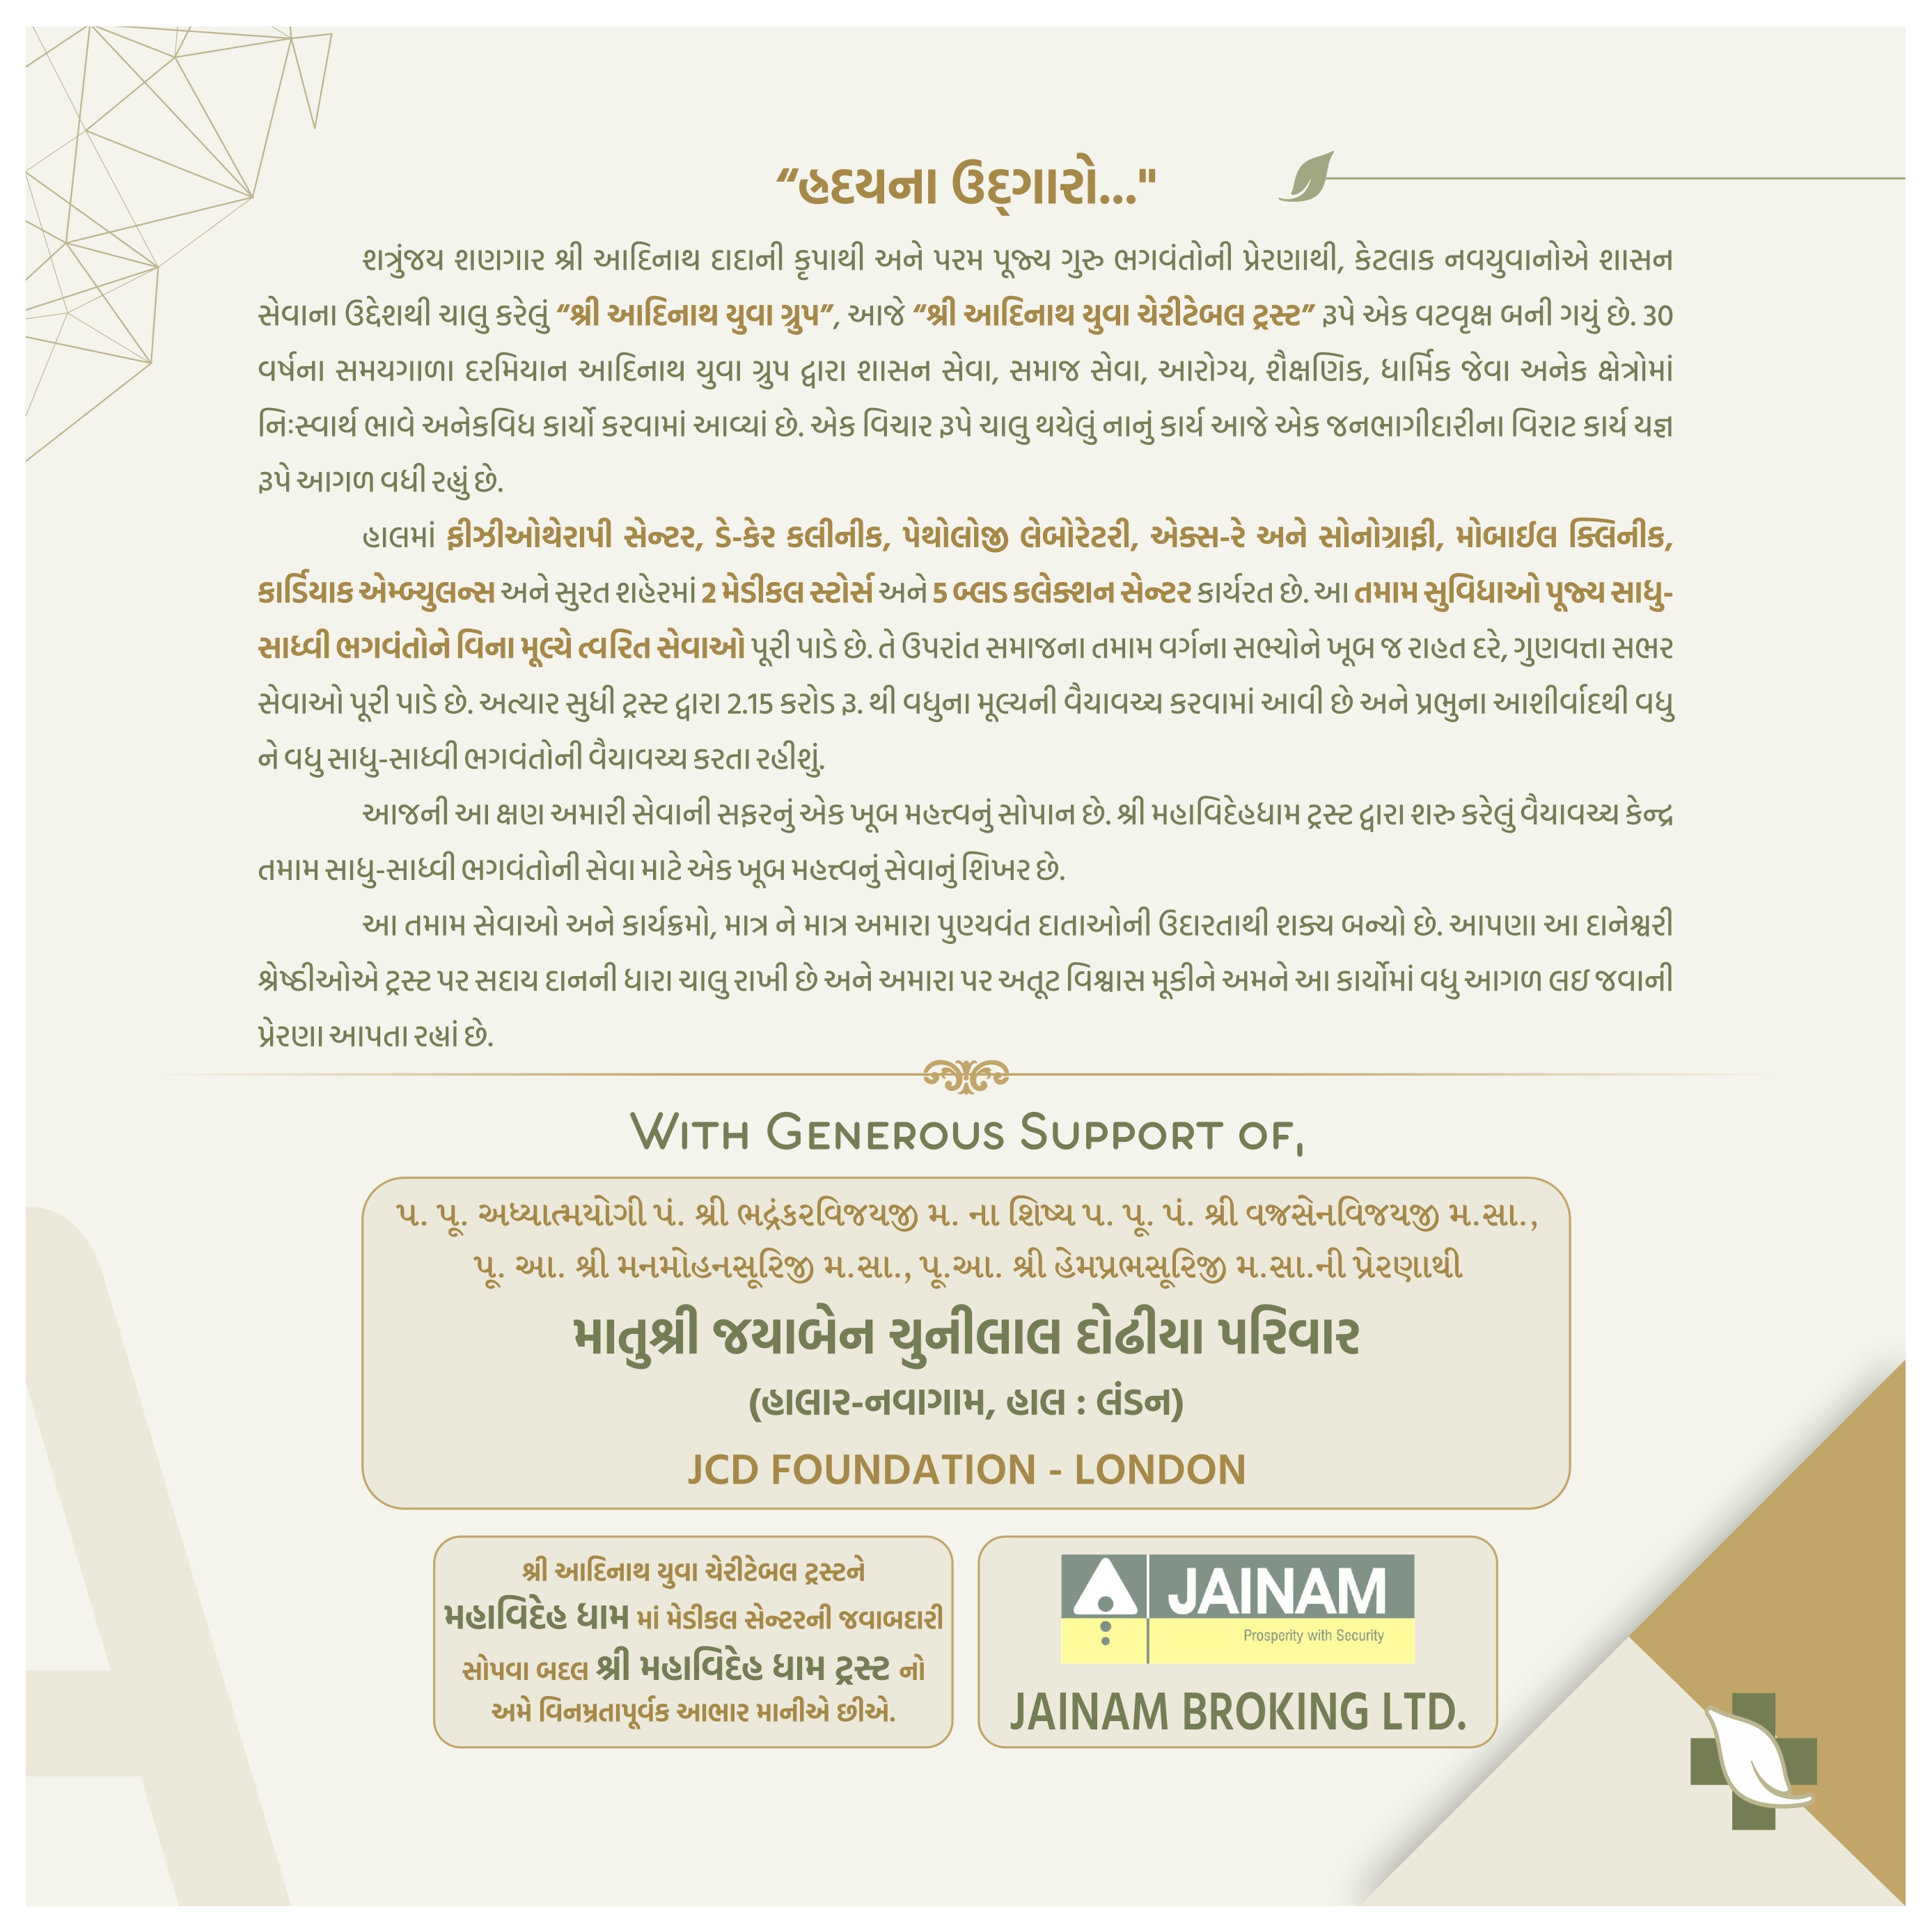 “હૃદયના ઉદ્‌ગારો..."
શત્રુંજય શણગાર શ્રી આદિનાથ દાદાની કૃપાથી અને પરમ પૂજ્ય ગુરુ ભગવંતોની પ્રેરણાથી, કેટલાક નવયુવાનોએ શાસન
સેવાના ઉદ્દેશથી ચાલુ કરેલું “શ્રી આદિનાથ યુવા ગ્રુપ”, આજે “શ્રી આદિનાથ યુવા ચેરીટેબલ ટ્રસ્ટ” રૂપે એક વટવૃક્ષ બની ગયું છે. 30
વર્ષના સમયગાળા દરમિયાન આદિનાથ યુવા ગ્રુપ દ્વારા શાસન સેવા, સમાજ સેવા, આરોગ્ય, શૈક્ષણિક, ધાર્મિક જેવા અનેક ક્ષેત્રોમાં
નિઃસ્વાર્થ ભાવે અનેકવિધ કાર્યો કરવામાં આવ્યાં છે. એક વિચાર રૂપે ચાલુ થયેલું નાનું કાર્ય આજે એક જનભાગીદારીના વિરાટ કાર્ય યજ્ઞ
રૂપે આગળ વધી રહ્યું છે.
હાલમાં ફીઝીઓથેરાપી સેન્ટર, ડે-કેર કલીનીક, પેથોલોજી લેબોરેટરી, એક્સ-રે અને સોનોગ્રાફી, મોબાઈલ ક્લિનીક,
કાર્ડિયાક એમ્બ્યુલન્સ અને સુરત શહેરમાં 2 મેડીકલ સ્ટોર્સ અને 5 બ્લડ કલેક્શન સેન્ટર કાર્યરત છે. આ તમામ સુવિધાઓ પૂજ્ય સાધુ-
સાધ્વી ભગવંતોને વિના મૂલ્યે ત્વરિત સેવાઓ પૂરી પાડે છે. તે ઉપરાંત સમાજના તમામ વર્ગના સભ્યોને ખૂબ જ રાહત દરે, ગુણવત્તા સભર
સેવાઓ પૂરી પાડે છે. અત્યાર સુધી ટ્રસ્ટ દ્વારા 2.15 કરોડ રૂ. થી વધુના મૂલ્યની વૈયાવચ્ચ કરવામાં આવી છે અને પ્રભુના આશીર્વાદથી વધુ
ને વધુ સાધુ-સાધ્વી ભગવંતોની વૈયાવચ્ચ કરતા રહીશું.
આજની આ ક્ષણ અમારી સેવાની સફરનું એક ખૂબ મહત્ત્વનું સોપાન છે. શ્રી મહાવિદેહધામ ટ્રસ્ટ દ્વારા શરુ કરેલું વૈયાવચ્ચ કેન્દ્ર
તમામ સાધુ-સાધ્વી ભગવંતોની સેવા માટે એક ખૂબ મહત્ત્વનું સેવાનું શિખર છે.
આ તમામ સેવાઓ અને કાર્યક્રમો, માત્ર ને માત્ર અમારા પુણ્યવંત દાતાઓની ઉદારતાથી શક્ય બન્યો છે. આપણા આ દાનેશ્વરી
શ્રેષ્ઠીઓએ ટ્રસ્ટ પર સદાય દાનની ધારા ચાલુ રાખી છે અને અમારા પર અતૂટ વિશ્વાસ મૂકીને અમને આ કાર્યોમાં વધુ આગળ લઇ જવાની
પ્રેરણા આપતા રહ્યાં છે.
WITH GENEROUS SUPPORT OF,
પ. પૂ. અધ્યાત્મયોગી પં. શ્રી ભદ્રંકરવિજયજી મ. ના શિષ્ય પ. પૂ. પં. શ્રી વજ્રસેનવિજયજી મ.સા.,
પૂ. આ. શ્રી મનમોહનસૂરિજી મ.સા., પૂ.આ. શ્રી હેમપ્રભસૂરિજી મ.સા.ની પ્રેરણાથી
માતુશ્રી જયાબેન ચુનીલાલ દોઢીયા પરિવાર
(હાલાર-નવાગામ, હાલ : લંડન)
JCD FOUNDATION - LONDON
શ્રી આદિનાથ યુવા ચેરીટેબલ ટ્રસ્ટને
મહાવિદેહ ધામ માં મેડીકલ સેન્ટરની જવાબદારી
સોપવા બદલ શ્રી મહાવિદેહ ધામ ટ્રસ્ટ નો
અમે વિનમ્રતાપૂર્વક આભાર માનીએ છીએ.
JAINAM
Prosperity with Security
JAINAM BROKING LTD.